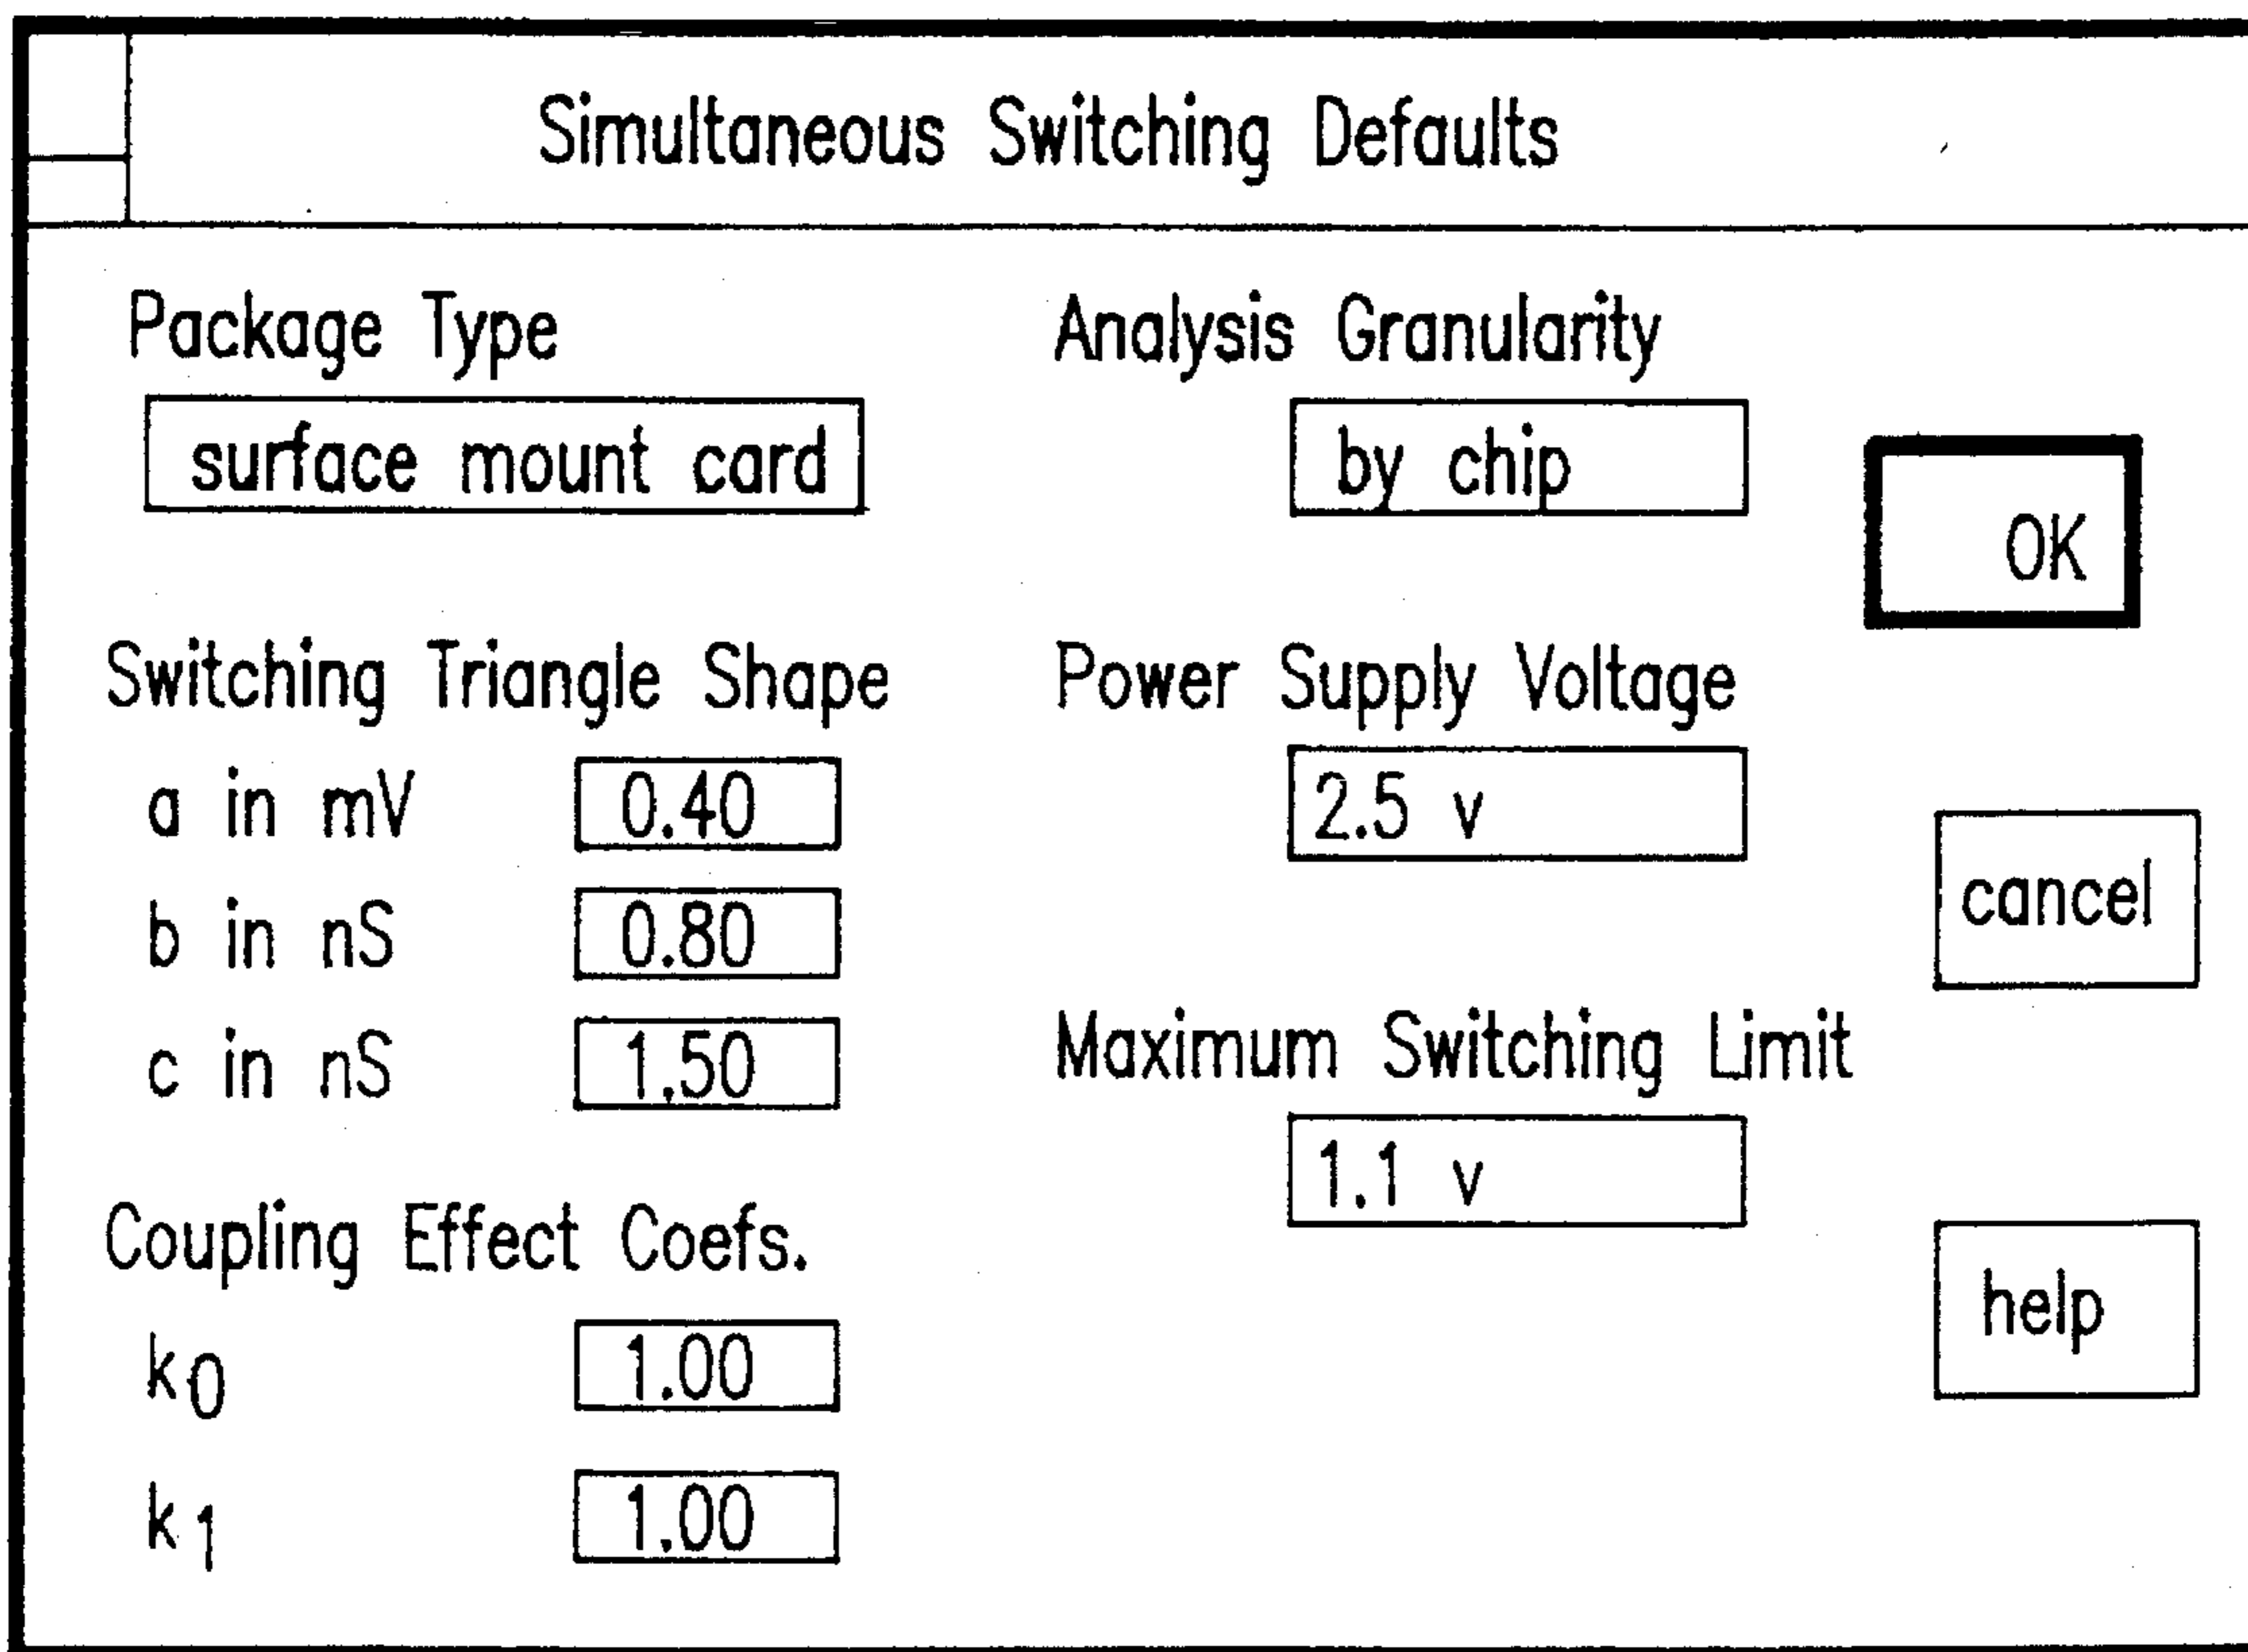 Simultaneous Switching Defaults
Package Type
surface mount card
Analysis Granularity
by chip
OK
Switching Triangle Shape
a in mV 0.40
b in nS 0.80
c in nS 1.50
Power Supply Voltage
2.5 v
cancel
Maximum Switching Limit
1.1 v
Coupling Effect Coefs.
k0 1.00
k1 1.00
help